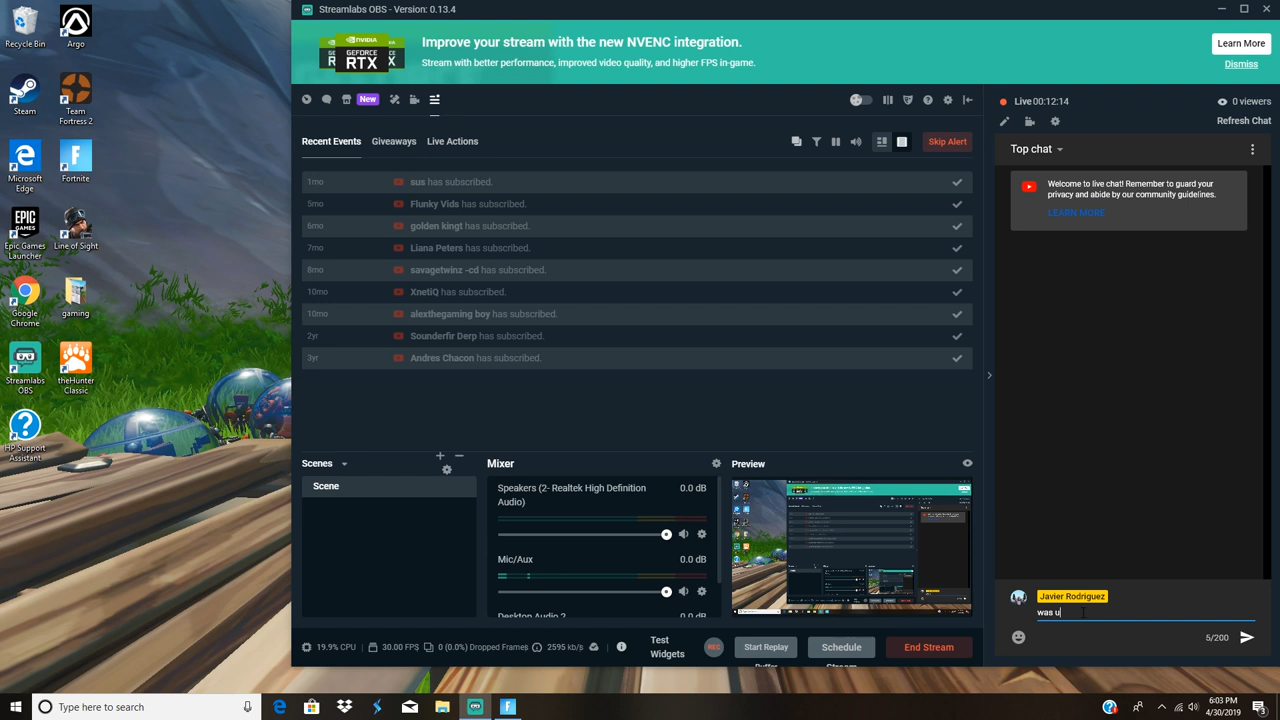 Recycle Bin
Argo
Steam
Team
Fortress 2
Microsoft
Edge
Fortnite
EPIC
GAMES
Epic Games
Launcher
Line of Sight
Google
Chrome
gaming
Streamlabs
OBS
theHunter
Classic
HP Support
Assistant
Streamlabs OBS - Version: 0.13.4
NVIDIA
GEFORCE
RTX
Improve your stream with the new NVENC integration.
Stream with better performance, improved video quality, and higher FPS in-game.
Learn More
Dismiss
New
Recent Events
Giveaways
Live Actions
Skip Alert
1mo sus has subscribed.
5mo Flunky Vids has subscribed.
6mo golden kingt has subscribed.
7mo Liana Peters has subscribed.
8mo savagetwinz -cd has subscribed.
10mo XnetiQ has subscribed.
10mo alexthegaming boy has subscribed.
2yr Sounderfir Derp has subscribed.
3yr Andres Chacon has subscribed.
Scenes
Scene
Mixer
Speakers (2- Realtek High Definition
Audio)
0.0 dB
Mic/Aux
0.0 dB
Desktop Audio 2
Preview
19.9% CPU
30.00 FPS
0 (0.0%) Dropped Frames
2595 kb/s
Test
Widgets
REC
Start Replay
Buffer
Schedule
Stream
End Stream
Live 00:12:14
0 viewers
Refresh Chat
Top chat
Welcome to live chat! Remember to guard your
privacy and abide by our community guidelines.
LEARN MORE
Javier Rodriguez
was u
5/200
Type here to search
6:03 PM
4/30/2019